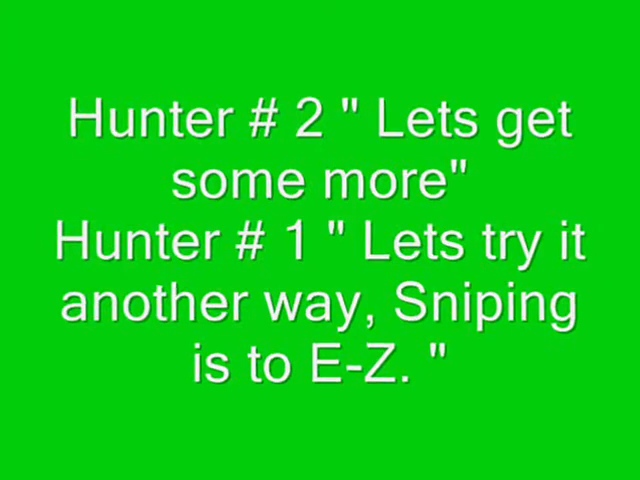 Hunter # 2 " Lets get
some more"
Hunter # 1 " Lets try it
another way, Sniping
is to E-Z. "